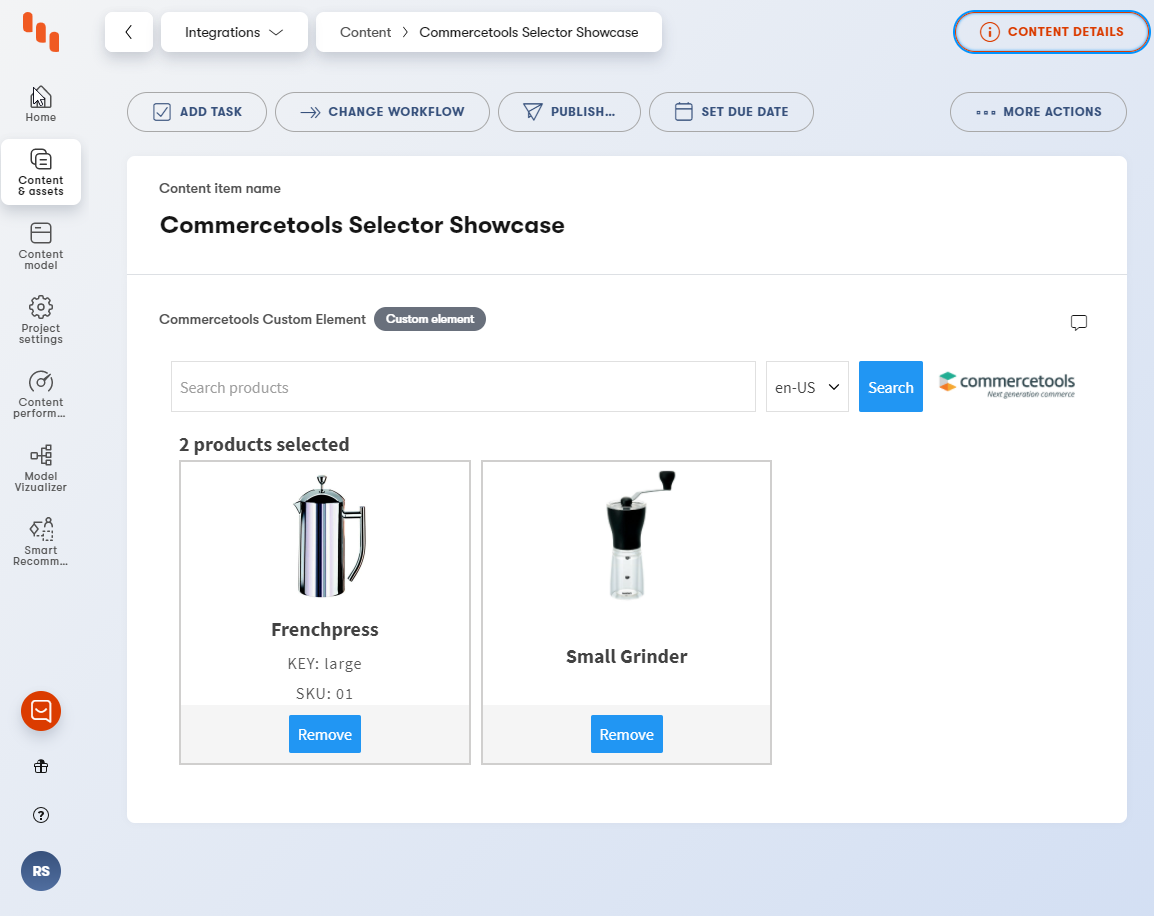 Integrations
Content > Commercetools Selector Showcase
CONTENT DETAILS
Home
Content
& assets
Content
model
Project
settings
Content
perform...
Model
Vizualizer
Smart
Recomm...
RS
ADD TASK
CHANGE WORKFLOW
PUBLISH...
SET DUE DATE
MORE ACTIONS
Content item name
Commercetools Selector Showcase
Commercetools Custom Element
Custom element
Search products
en-US
Search
commercetools
Next generation commerce
2 products selected
Frenchpress
KEY: large
SKU: 01
Remove
Small Grinder
Remove